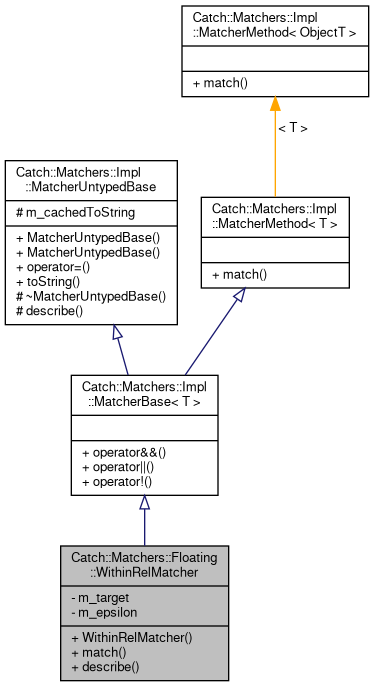 Catch::Matchers::Impl
::MatcherMethod< ObjectT >
+ match()
< T >
Catch::Matchers::Impl
::MatcherUntypedBase
# m_cachedToString
+ MatcherUntypedBase()
+ MatcherUntypedBase()
+ operator=()
+ toString()
# ~MatcherUntypedBase()
# describe()
Catch::Matchers::Impl
::MatcherMethod< T >
+ match()
Catch::Matchers::Impl
::MatcherBase< T >
+ operator&&()
+ operator||()
+ operator!()
Catch::Matchers::Floating
::WithinRelMatcher
- m_target
- m_epsilon
+ WithinRelMatcher()
+ match()
+ describe()